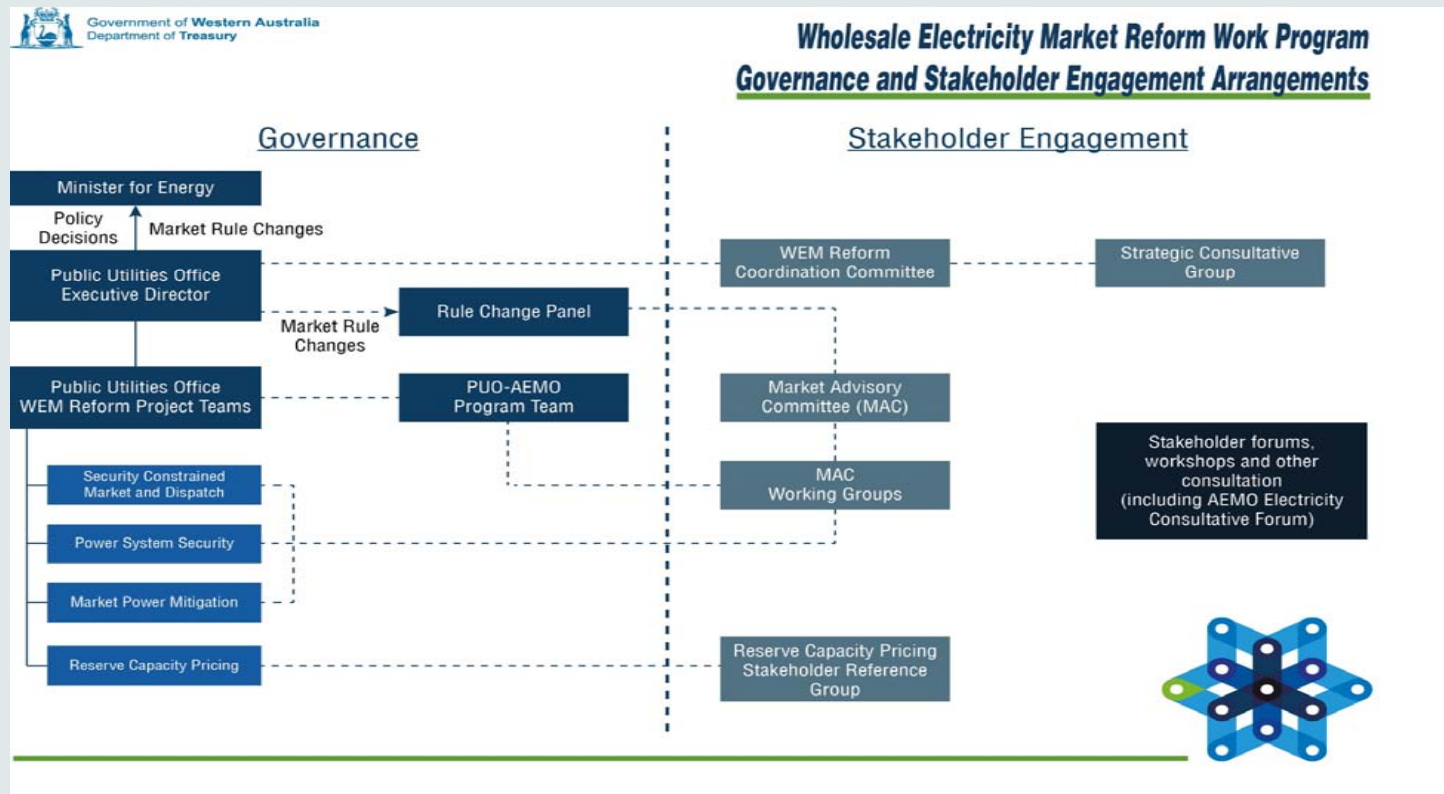 Government of Western Australia
Department of Treasury
Wholesale Electricity Market Reform Work Program
Governance and Stakeholder Engagement Arrangements
Governance
Stakeholder Engagement
Minister for Energy
Policy
Decisions
Market Rule Changes
Public Utilities Office
Executive Director
Market Rule
Changes
Rule Change Panel
WEM Reform
Coordination Committee
Strategic Consultative
Group
Public Utilities Office
WEM Reform Project Teams
PUO-AEMO
Program Team
Market Advisory
Committee (MAC)
Security Constrained
Market and Dispatch
MAC
Working Groups
Stakeholder forums,
workshops and other
consultation
(including AEMO Electricity
Consultative Forum)
Power System Security
Market Power Mitigation
Reserve Capacity Pricing
Reserve Capacity Pricing
Stakeholder Reference
Group